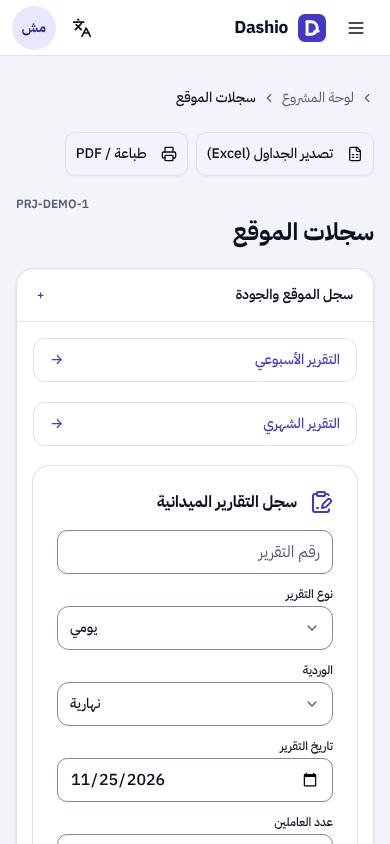 Dashio
مش
لوحة المشروع
سجلات الموقع
تصدير الجداول (Excel)
طباعة / PDF
PRJ-DEMO-1
سجلات الموقع
سجل الموقع والجودة +
التقرير الأسبوعي →
التقرير الشهري →
سجل التقارير الميدانية
رقم التقرير
نوع التقرير
يومي
الوردية
نهارية
تاريخ التقرير
11/25/2026
عدد العاملين